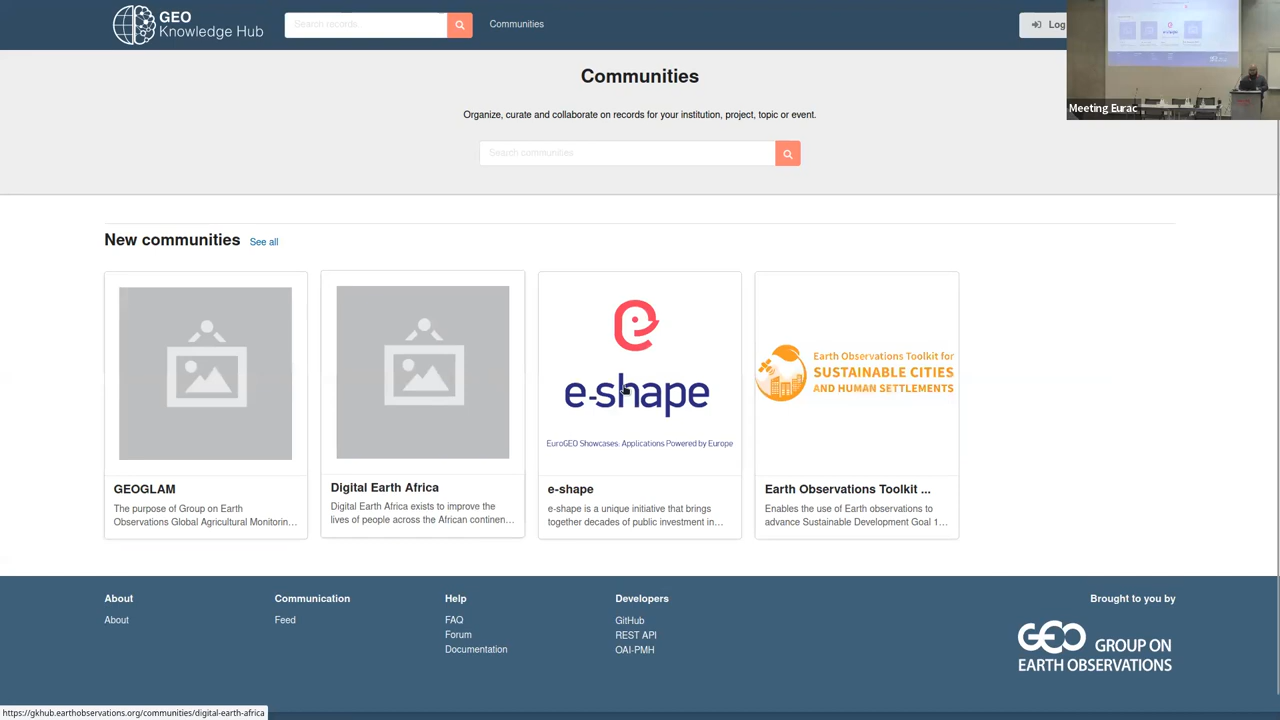 GEO
Knowledge Hub
Search records
Communities
Log
Meeting Eurac
Communities
Organize, curate and collaborate on records for your institution, project, topic or event.
Search communities
New communities
See all
e-shape
EuroGEO Showcases: Applications Powered by Europe
Earth Observations Toolkit for
SUSTAINABLE CITIES
AND HUMAN SETTLEMENTS
GEOGLAM
The purpose of Group on Earth
Observations Global Agricultural Monitorin...
Digital Earth Africa
Digital Earth Africa exists to improve the
lives of people across the African continen...
e-shape
e-shape is a unique initiative that brings
together decades of public investment in...
Earth Observations Toolkit ...
Enables the use of Earth observations to
advance Sustainable Development Goal 1...
About
About
Communication
Feed
Help
FAQ
Forum
Documentation
Developers
GitHub
REST API
OAI-PMH
Brought to you by
GEO GROUP ON
EARTH OBSERVATIONS
https://gkhub.earthobservations.org/communities/digital-earth-africa